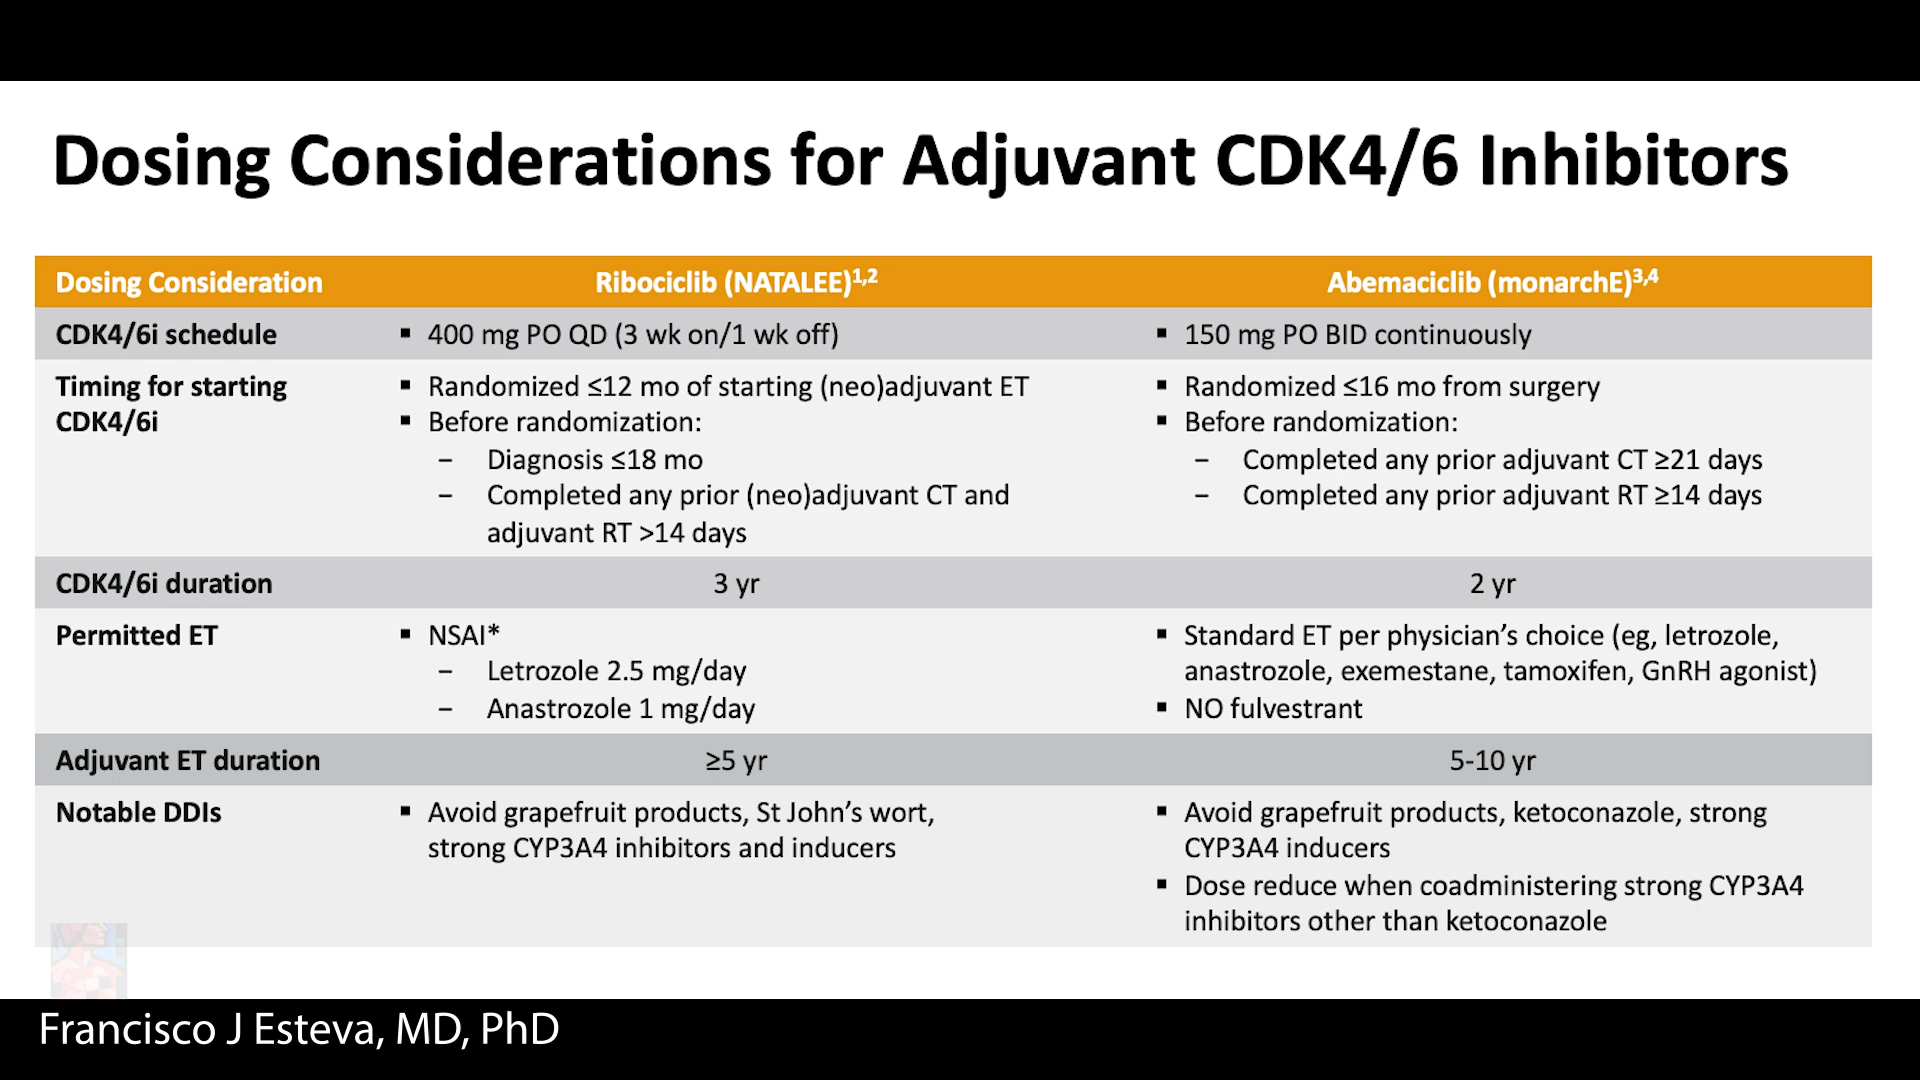 Dosing Considerations for Adjuvant CDK4/6 Inhibitors
Dosing Consideration
Ribociclib (NATALEE)1,2
Abemaciclib (monarchE)3,4
CDK4/6i schedule
▪ 400 mg PO QD (3 wk on/1 wk off)
▪ 150 mg PO BID continuously
Timing for starting
CDK4/6i
▪ Randomized ≤12 mo of starting (neo)adjuvant ET
▪ Before randomization:
– Diagnosis ≤18 mo
– Completed any prior (neo)adjuvant CT and
adjuvant RT >14 days
▪ Randomized ≤16 mo from surgery
▪ Before randomization:
– Completed any prior adjuvant CT ≥21 days
– Completed any prior adjuvant RT ≥14 days
CDK4/6i duration
3 yr
2 yr
Permitted ET
▪ NSAI*
– Letrozole 2.5 mg/day
– Anastrozole 1 mg/day
▪ Standard ET per physician’s choice (eg, letrozole,
anastrozole, exemestane, tamoxifen, GnRH agonist)
▪ NO fulvestrant
Adjuvant ET duration
≥5 yr
5-10 yr
Notable DDIs
▪ Avoid grapefruit products, St John’s wort,
strong CYP3A4 inhibitors and inducers
▪ Avoid grapefruit products, ketoconazole, strong
CYP3A4 inducers
▪ Dose reduce when coadministering strong CYP3A4
inhibitors other than ketoconazole
Francisco J Esteva, MD, PhD